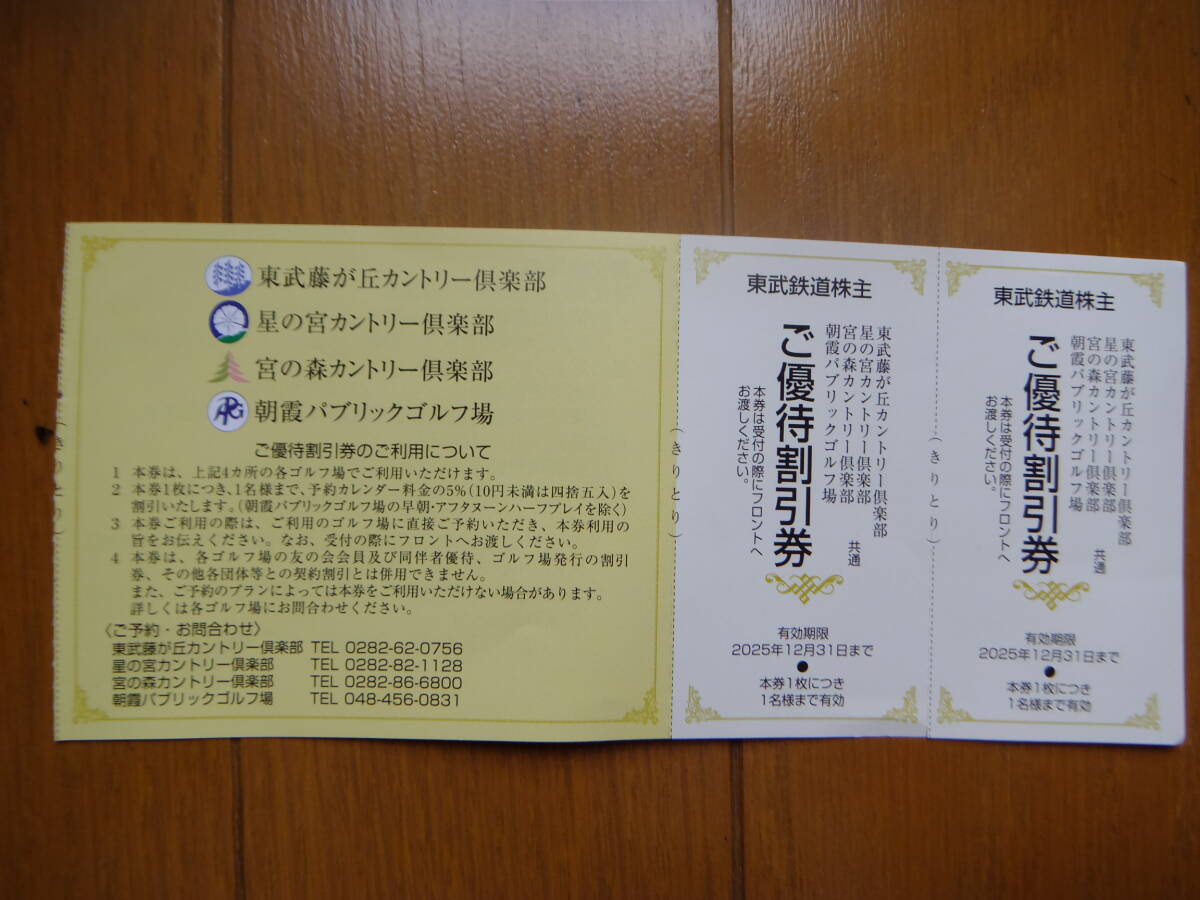 東武藤が丘カントリー倶楽部
星の宮カントリー倶楽部
宮の森カントリー倶楽部
APG
朝霞パブリックゴルフ場
ご優待割引券のご利用について
1 本券は、上記4カ所の各ゴルフ場でご利用いただけます。
2 本券1枚につき、1名様まで、予約カレンダー料金の5%(10円未満は四捨五入)を
割引いたします。(朝霞パブリックゴルフ場の早朝・アフタヌーンハーフプレイを除く)
3 本券ご利用の際は、ご利用のゴルフ場に直接ご予約いただき、本券利用の
旨をお伝えください。なお、受付の際にフロントへお渡しください。
4 本券は、各ゴルフ場の友の会会員及び同伴者優待、ゴルフ場発行の割引
券、その他各団体等との契約割引とは併用できません。
また、ご予約のプランによっては本券をご利用いただけない場合があります。
詳しくは各ゴルフ場にお問合わせください。
〈ご予約・お問合わせ〉
東武藤が丘カントリー倶楽部 TEL 0282-62-0756
星の宮カントリー倶楽部 TEL 0282-82-1128
宮の森カントリー倶楽部 TEL 0282-86-6800
朝霞パブリックゴルフ場 TEL 048-456-0831
(きりとり)
(きりとり)
東武鉄道株主
東武藤が丘カントリー倶楽部
星の宮カントリー倶楽部
宮の森カントリー倶楽部
朝霞パブリックゴルフ場
共通
ご優待割引券
本券は受付の際にフロントへ
お渡しください。
有効期限
2025年12月31日まで
本券1枚につき
1名様まで有効
(きりとり)
東武鉄道株主
東武藤が丘カントリー倶楽部
星の宮カントリー倶楽部
宮の森カントリー倶楽部
朝霞パブリックゴルフ場
共通
ご優待割引券
本券は受付の際にフロントへ
お渡しください。
有効期限
2025年12月31日まで
本券1枚につき
1名様まで有効